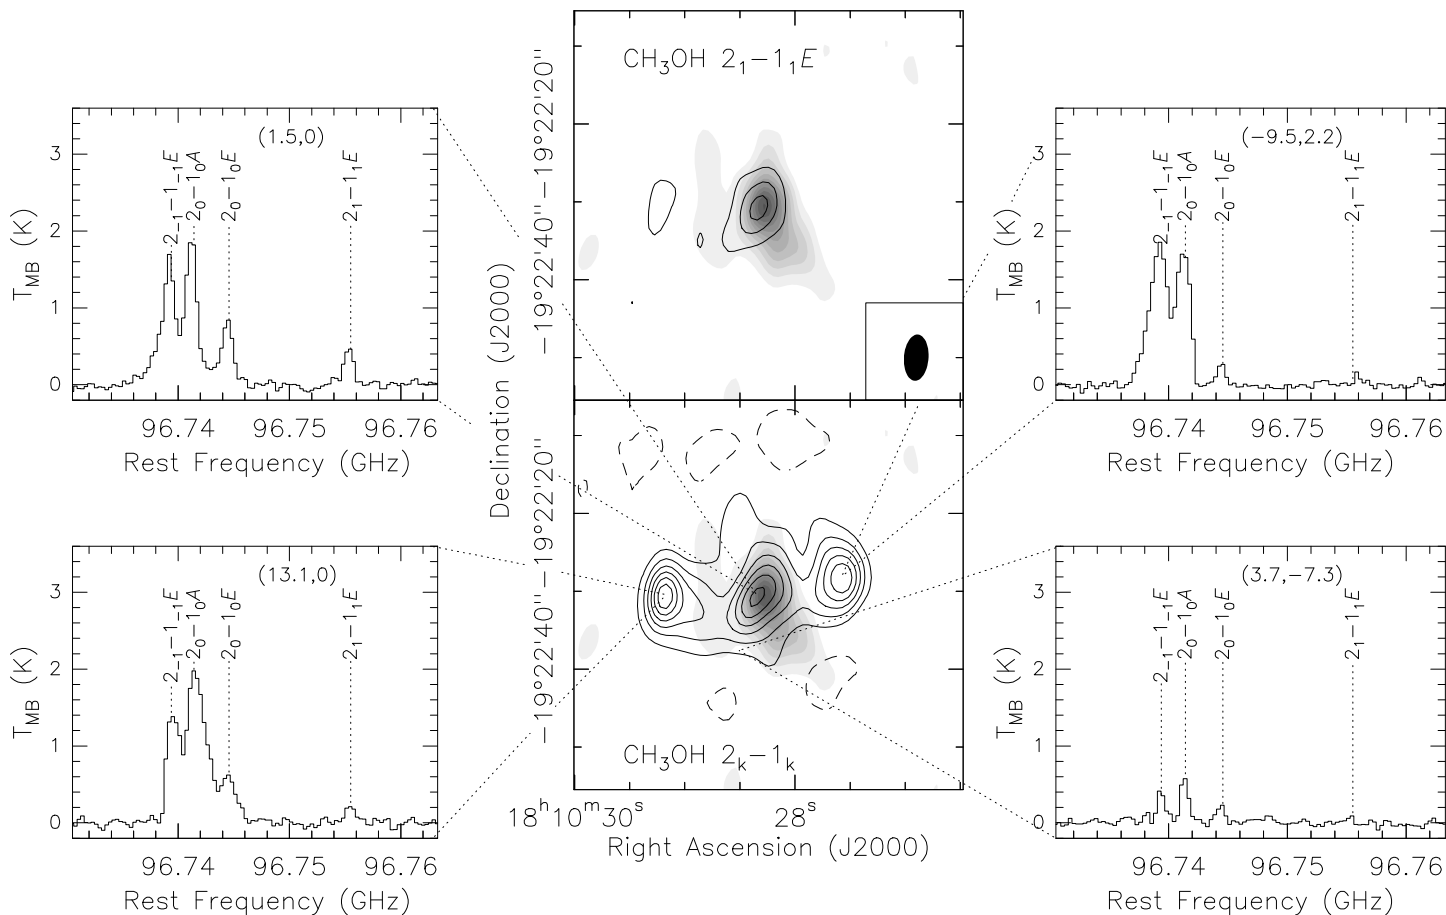 CH₃OH 2₁−1₁E
(1.5,0)
2₋₁−1₋₁E
2₀−1₀A
2₀−1₀E
2₁−1₁E
3
2
1
0
T_MB (K)
96.74 96.75 96.76
Rest Frequency (GHz)
(−9.5,2.2)
2₋₁−1₋₁E
2₀−1₀A
2₀−1₀E
2₁−1₁E
3
2
1
0
T_MB (K)
96.74 96.75 96.76
Rest Frequency (GHz)
−19°22'20"
−19°22'40"
Declination (J2000)
−19°22'20"
−19°22'40"
CH₃OH 2ₖ−1ₖ
18ʰ10ᵐ30ˢ 28ˢ
Right Ascension (J2000)
(13.1,0)
2₋₁−1₋₁E
2₀−1₀A
2₀−1₀E
2₁−1₁E
3
2
1
0
T_MB (K)
96.74 96.75 96.76
Rest Frequency (GHz)
(3.7,−7.3)
2₋₁−1₋₁E
2₀−1₀A
2₀−1₀E
2₁−1₁E
3
2
1
0
T_MB (K)
96.74 96.75 96.76
Rest Frequency (GHz)